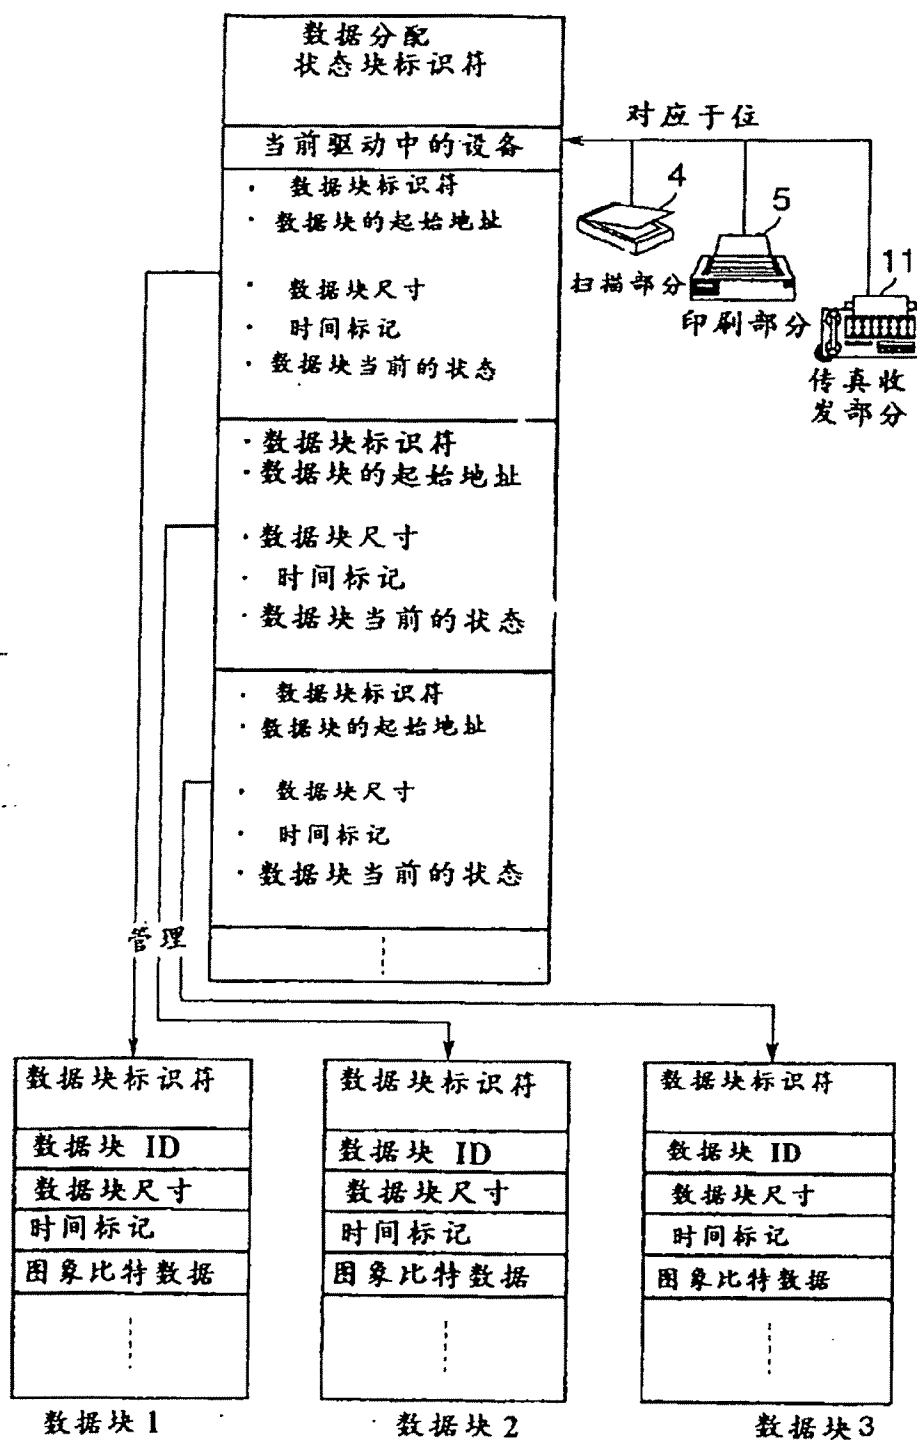 数据分配
状态块标识符
当前驱动中的设备
· 数据块标识符
· 数据块的起始地址
· 数据块尺寸
· 时间标记
· 数据块当前的状态
· 数据块标识符
· 数据块的起始地址
· 数据块尺寸
· 时间标记
· 数据块当前的状态
· 数据块标识符
· 数据块的起始地址
· 数据块尺寸
· 时间标记
· 数据块当前的状态
对应于位
4
扫描部分
5
印刷部分
11
传真收
发部分
管理
数据块标识符
数据块 ID
数据块尺寸
时间标记
图象比特数据
数据块1
数据块标识符
数据块 ID
数据块尺寸
时间标记
图象比特数据
数据块2
数据块标识符
数据块 ID
数据块尺寸
时间标记
图象比特数据
数据块3